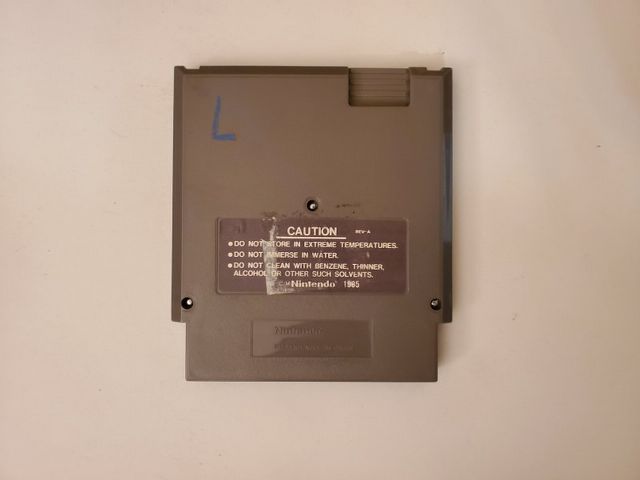 L
CAUTION
REV-A
• DO NOT STORE IN EXTREME TEMPERATURES.
• DO NOT IMMERSE IN WATER.
• DO NOT CLEAN WITH BENZENE, THINNER,
ALCOHOL OR OTHER SUCH SOLVENTS.
Nintendo 1985
Nintendo